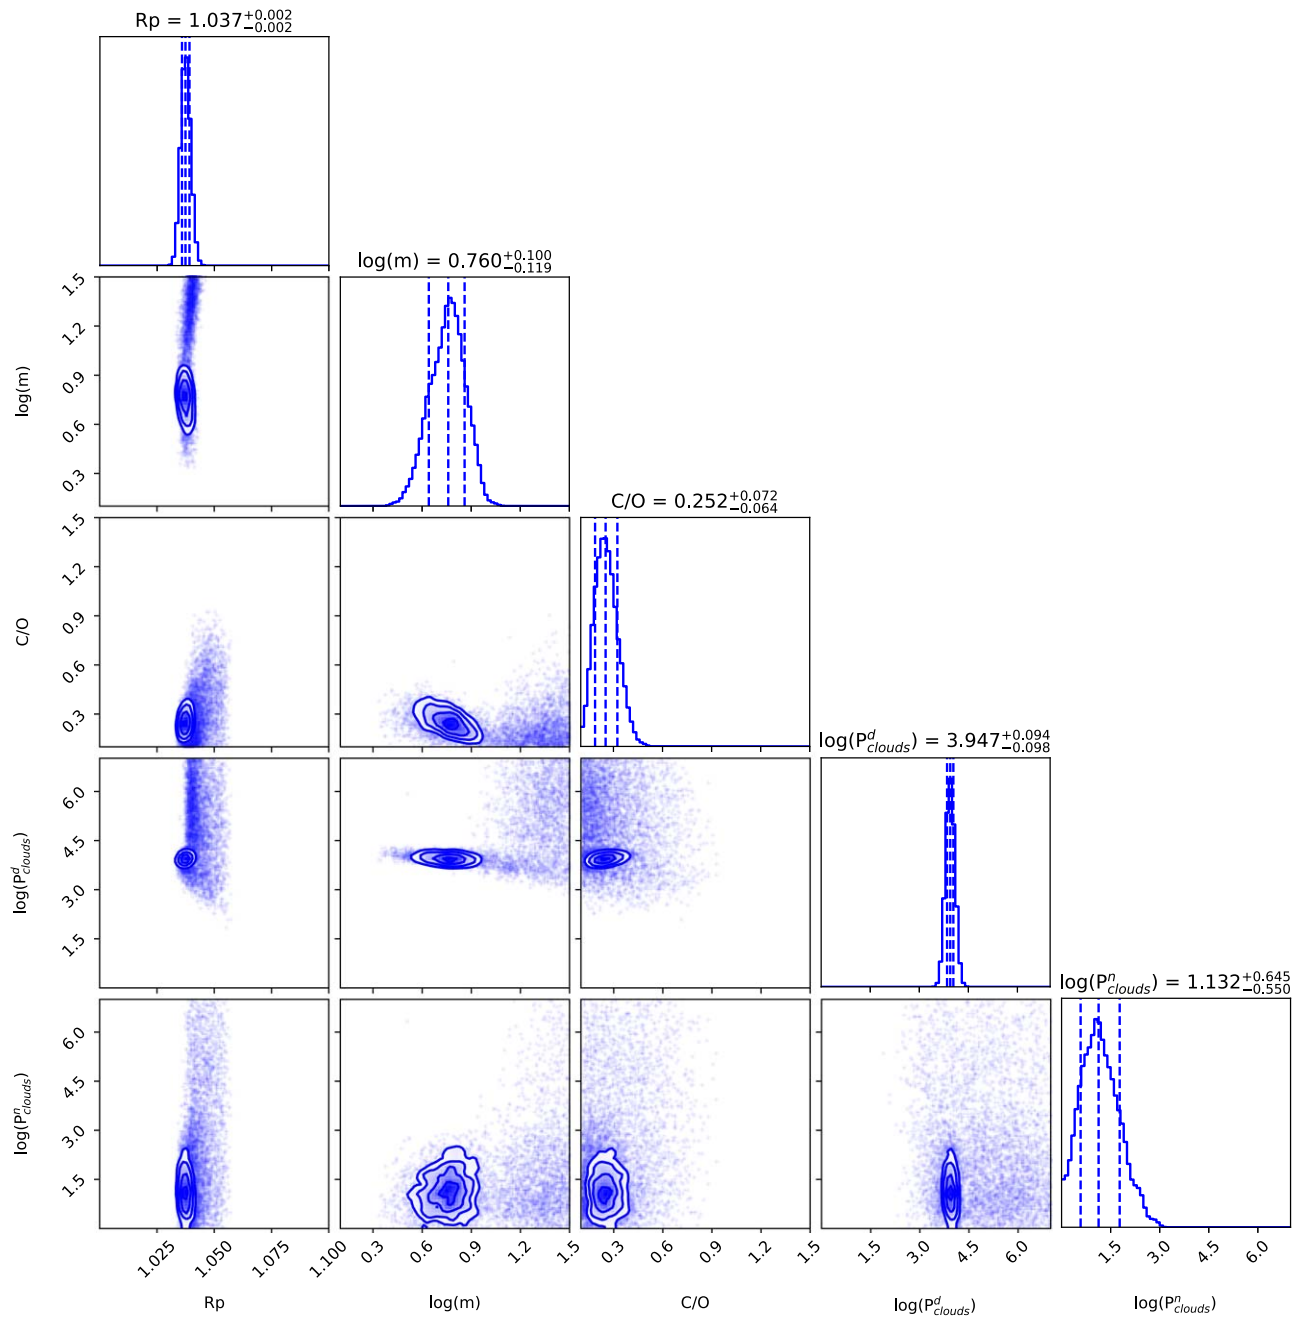 Rp = 1.037 +0.002 −0.002
log(m) = 0.760 +0.100 −0.119
1.5
1.2
0.9
0.6
0.3
log(m)
C/O = 0.252 +0.072 −0.064
1.5
1.2
0.9
0.6
0.3
C/O
log(P^d_clouds) = 3.947 +0.094 −0.098
6.0
4.5
3.0
1.5
log(P^d_clouds)
log(P^n_clouds) = 1.132 +0.645 −0.550
6.0
4.5
3.0
1.5
log(P^n_clouds)
1.025 1.050 1.075 1.100 0.3 0.6 0.9 1.2 1.5 0.3 0.6 0.9 1.2 1.5 1.5 3.0 4.5 6.0 1.5 3.0 4.5 6.0
Rp log(m) C/O log(P^d_clouds) log(P^n_clouds)